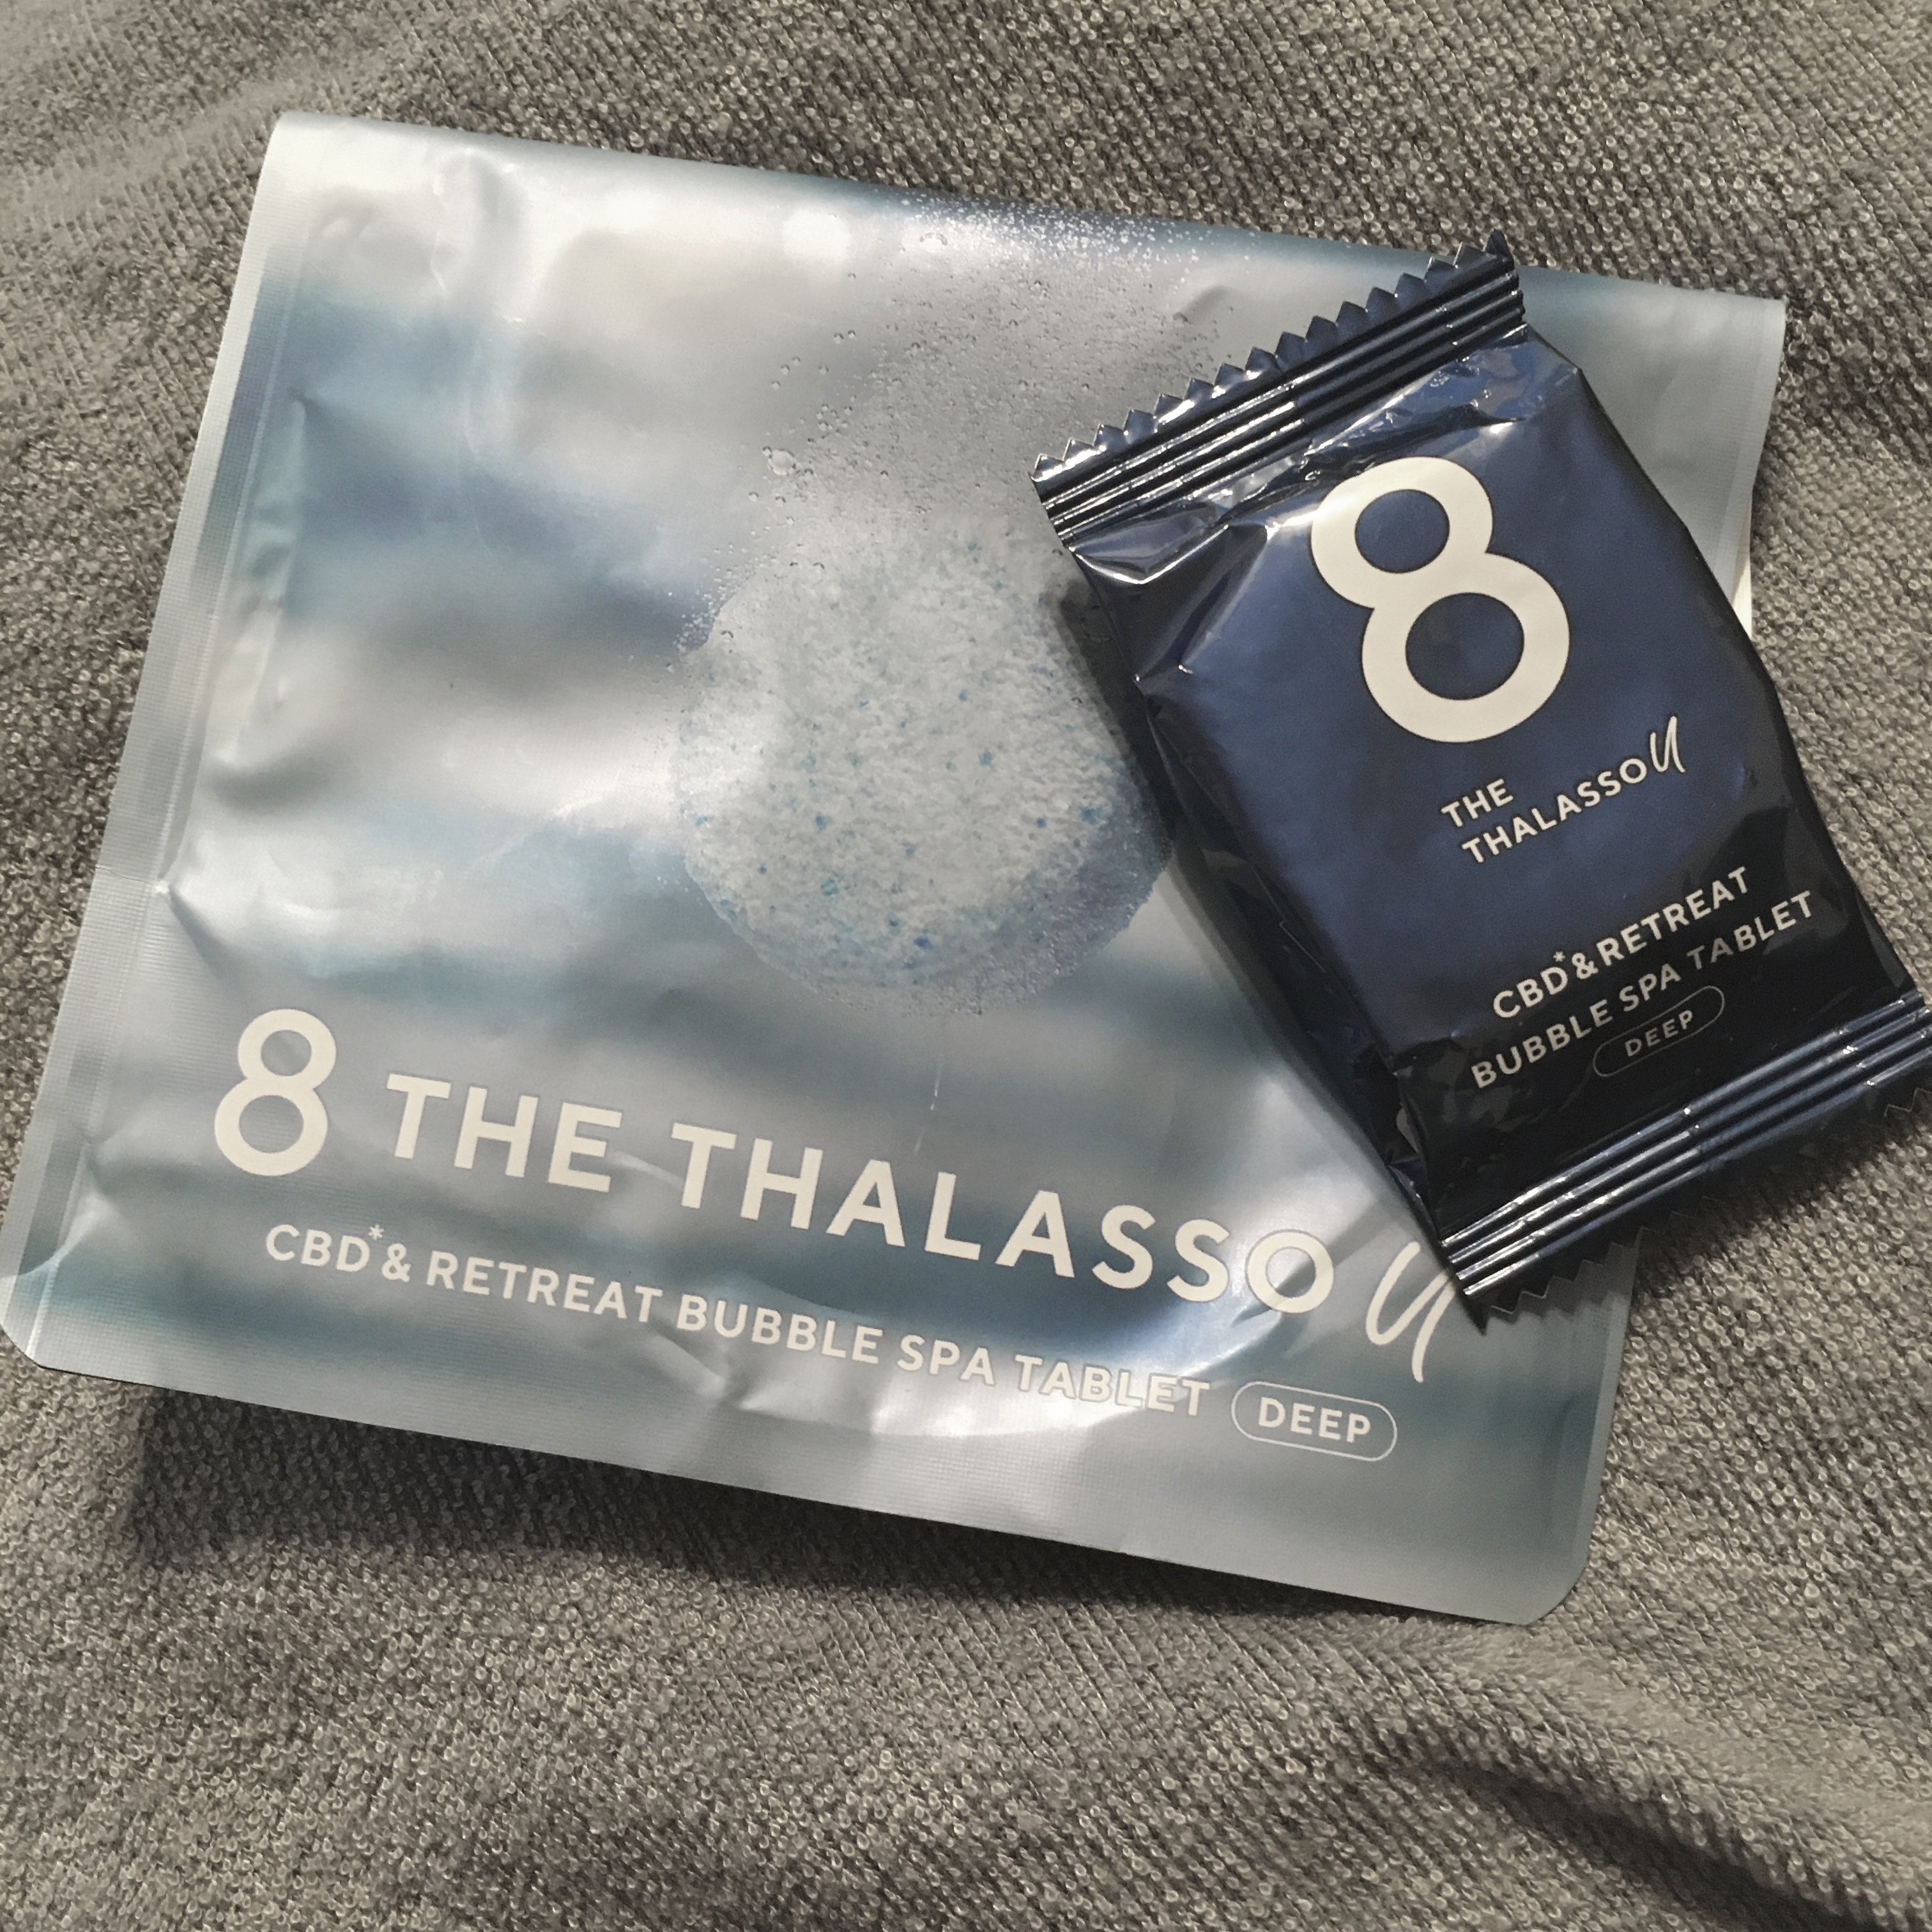 8 THE THALASSO u
CBD*& RETREAT BUBBLE SPA TABLET DEEP
8
THE
THALASSO u
CBD*& RETREAT
BUBBLE SPA TABLET
DEEP